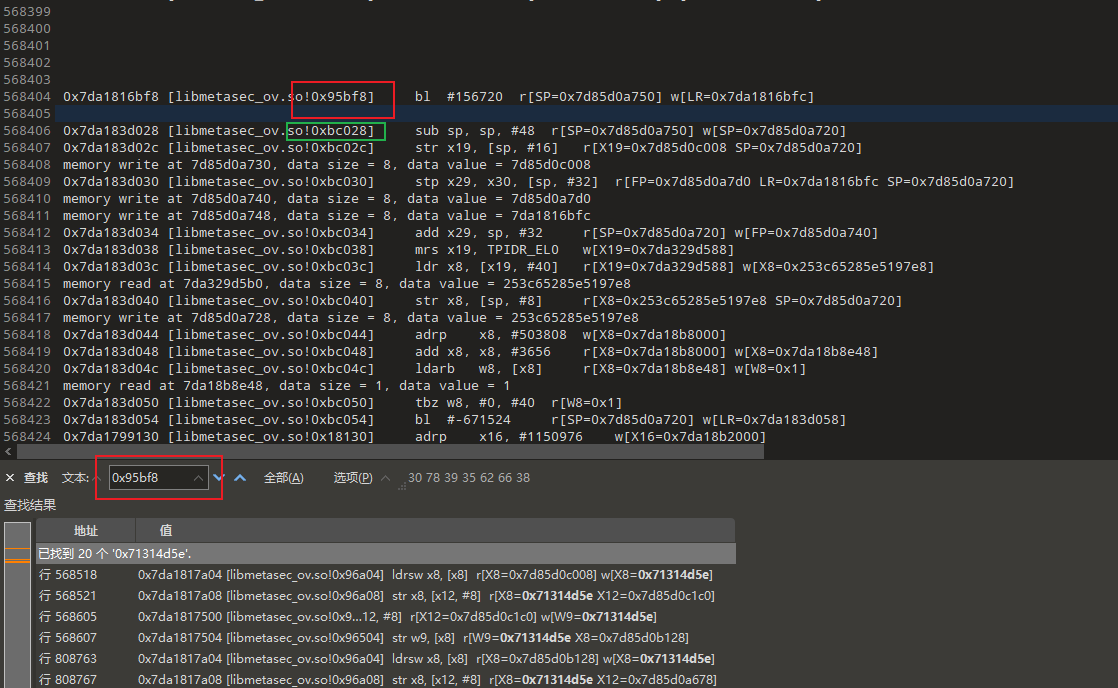 568399
568400
568401
568402
568403
568404 0x7da1816bf8 [libmetasec_ov.so!0x95bf8] bl #156720 r[SP=0x7d85d0a750] w[LR=0x7da1816bfc]
568405
568406 0x7da183d028 [libmetasec_ov.so!0xbc028] sub sp, sp, #48 r[SP=0x7d85d0a750] w[SP=0x7d85d0a720]
568407 0x7da183d02c [libmetasec_ov.so!0xbc02c] str x19, [sp, #16] r[X19=0x7d85d0c008 SP=0x7d85d0a720]
568408 memory write at 7d85d0a730, data size = 8, data value = 7d85d0c008
568409 0x7da183d030 [libmetasec_ov.so!0xbc030] stp x29, x30, [sp, #32] r[FP=0x7d85d0a7d0 LR=0x7da1816bfc SP=0x7d85d0a720]
568410 memory write at 7d85d0a740, data size = 8, data value = 7d85d0a7d0
568411 memory write at 7d85d0a748, data size = 8, data value = 7da1816bfc
568412 0x7da183d034 [libmetasec_ov.so!0xbc034] add x29, sp, #32 r[SP=0x7d85d0a720] w[FP=0x7d85d0a740]
568413 0x7da183d038 [libmetasec_ov.so!0xbc038] mrs x19, TPIDR_EL0 w[X19=0x7da329d588]
568414 0x7da183d03c [libmetasec_ov.so!0xbc03c] ldr x8, [x19, #40] r[X19=0x7da329d588] w[X8=0x253c65285e5197e8]
568415 memory read at 7da329d5b0, data size = 8, data value = 253c65285e5197e8
568416 0x7da183d040 [libmetasec_ov.so!0xbc040] str x8, [sp, #8] r[X8=0x253c65285e5197e8 SP=0x7d85d0a720]
568417 memory write at 7d85d0a728, data size = 8, data value = 253c65285e5197e8
568418 0x7da183d044 [libmetasec_ov.so!0xbc044] adrp x8, #503808 w[X8=0x7da18b8000]
568419 0x7da183d048 [libmetasec_ov.so!0xbc048] add x8, x8, #3656 r[X8=0x7da18b8000] w[X8=0x7da18b8e48]
568420 0x7da183d04c [libmetasec_ov.so!0xbc04c] ldarb w8, [x8] r[X8=0x7da18b8e48] w[W8=0x1]
568421 memory read at 7da18b8e48, data size = 1, data value = 1
568422 0x7da183d050 [libmetasec_ov.so!0xbc050] tbz w8, #0, #40 r[W8=0x1]
568423 0x7da183d054 [libmetasec_ov.so!0xbc054] bl #-671524 r[SP=0x7d85d0a720] w[LR=0x7da183d058]
568424 0x7da1799130 [libmetasec_ov.so!0x18130] adrp x16, #1150976 w[X16=0x7da18b2000]
查找 文本: 0x95bf8 全部(A) 选项(P) 30 78 39 35 62 66 38
查找结果
地址 值
已找到 20 个 '0x71314d5e'.
行 568518 0x7da1817a04 [libmetasec_ov.so!0x96a04] ldrsw x8, [x8] r[X8=0x7d85d0c008] w[X8=0x71314d5e]
行 568521 0x7da1817a08 [libmetasec_ov.so!0x96a08] str x8, [x12, #8] r[X8=0x71314d5e X12=0x7d85d0c1c0]
行 568605 0x7da1817500 [libmetasec_ov.so!0x9...12, #8] r[X12=0x7d85d0c1c0] w[W9=0x71314d5e]
行 568607 0x7da1817504 [libmetasec_ov.so!0x96504] str w9, [x8] r[W9=0x71314d5e X8=0x7d85d0b128]
行 808763 0x7da1817a04 [libmetasec_ov.so!0x96a04] ldrsw x8, [x8] r[X8=0x7d85d0b128] w[X8=0x71314d5e]
行 808767 0x7da1817a08 [libmetasec_ov.so!0x96a08] str x8, [x12, #8] r[X8=0x71314d5e X12=0x7d85d0a678]